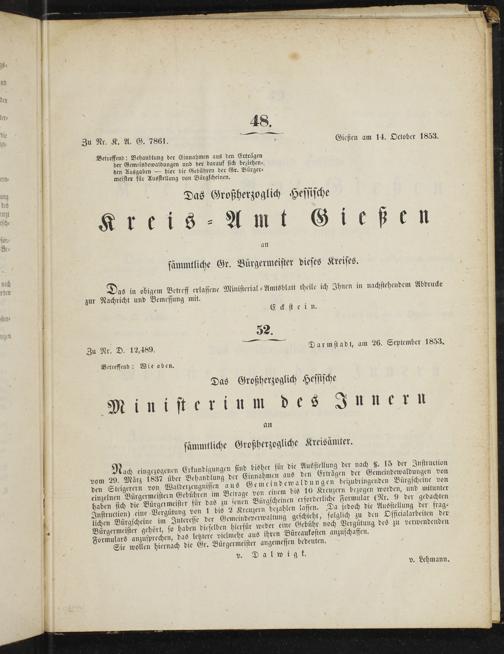 48.
Zu Nr. K. A. G. 7861.
Gießen am 14. October 1853.
Betreffend: Behandlung der Einnahmen aus den Erträgen
der Gemeindewaldungen und der darauf sich beziehen-
den Ausgaben — hier die Gebühren der Gr. Bürger-
meister für Ausstellung von Bürgscheinen.
Das Großherzoglich Hessische
Kreis-Amt Gießen
an
sämmtliche Gr. Bürgermeister dieses Kreises.
Das in obigem Betreff erlassene Ministerial-Amtsblatt theile ich Ihnen in nachstehendem Abdrucke
zur Nachricht und Bemessung mit.
Eckstein.
52.
Zu Nr. D. 12,489.
Darmstadt, am 26. September 1853.
Betreffend: Wie oben.
Das Großherzoglich Hessische
Ministerium des Innern
an
sämmtliche Großherzogliche Kreisämter.
Nach eingezogenen Erkundigungen sind bisher für die Ausstellung der nach §. 15 der Instruction
vom 29. März 1837 über Behandlung der Einnahmen aus den Erträgen der Gemeindewaldungen von
den Steigerern von Walderzeugnissen aus Gemeindewaldungen beizubringenden Bürgscheine von
einzelnen Bürgermeistern Gebühren im Betrage von einem bis 10 Kreuzern bezogen worden, und mitunter
haben sich die Bürgermeister für das zu jenen Bürgscheinen erforderliche Formular (Nr. 9 der gedachten
Instruction) eine Vergütung von 1 bis 2 Kreuzern bezahlen lassen. Da jedoch die Ausstellung der frag-
lichen Bürgscheine im Interesse der Gemeindeverwaltung geschieht, folglich zu den Officialarbeiten der
Bürgermeister gehört, so haben dieselben hierfür weder eine Gebühr noch Vergütung des zu verwendenden
Formulars anzusprechen, das letztere vielmehr aus ihren Büreaukosten anzuschaffen.
Sie wollen hiernach die Gr. Bürgermeister angemessen bedeuten.
v. Dalwigk.
v. Lehmann.